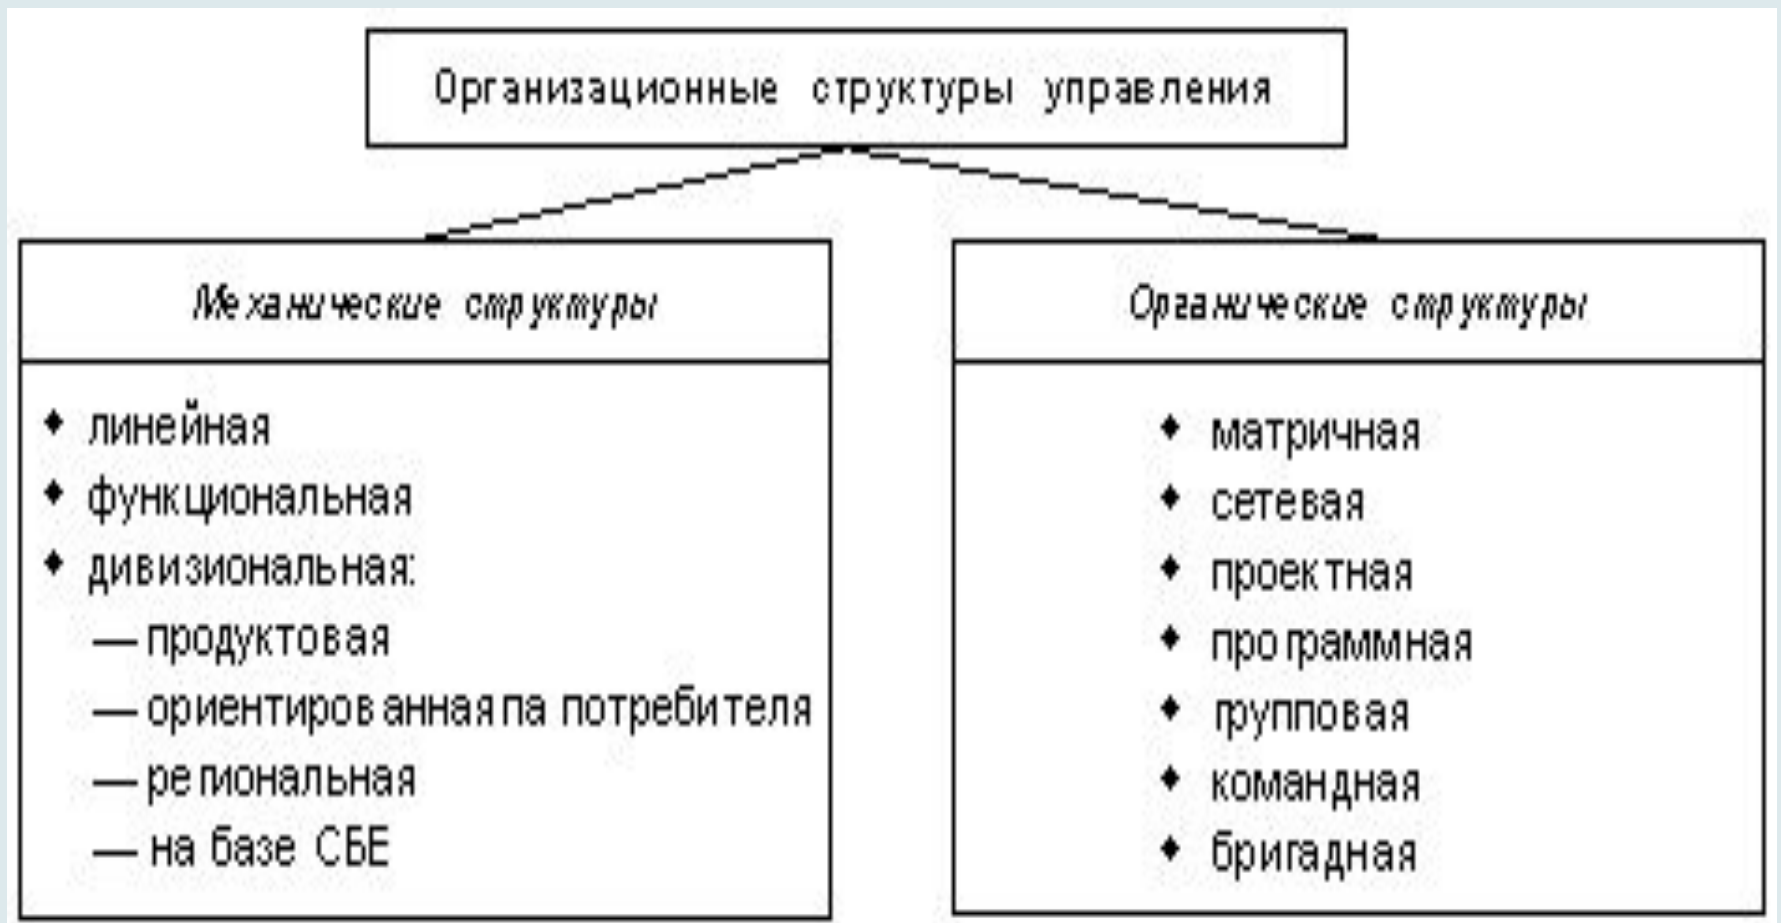 Организационные структуры управления
Механические структуры
♦ линейная
♦ функциональная
♦ дивизиональная:
— продуктовая
— ориентированная па потребителя
— региональная
— на базе СБЕ
Органические структуры
♦ матричная
♦ сетевая
♦ проектная
♦ программная
♦ групповая
♦ командная
♦ бригадная